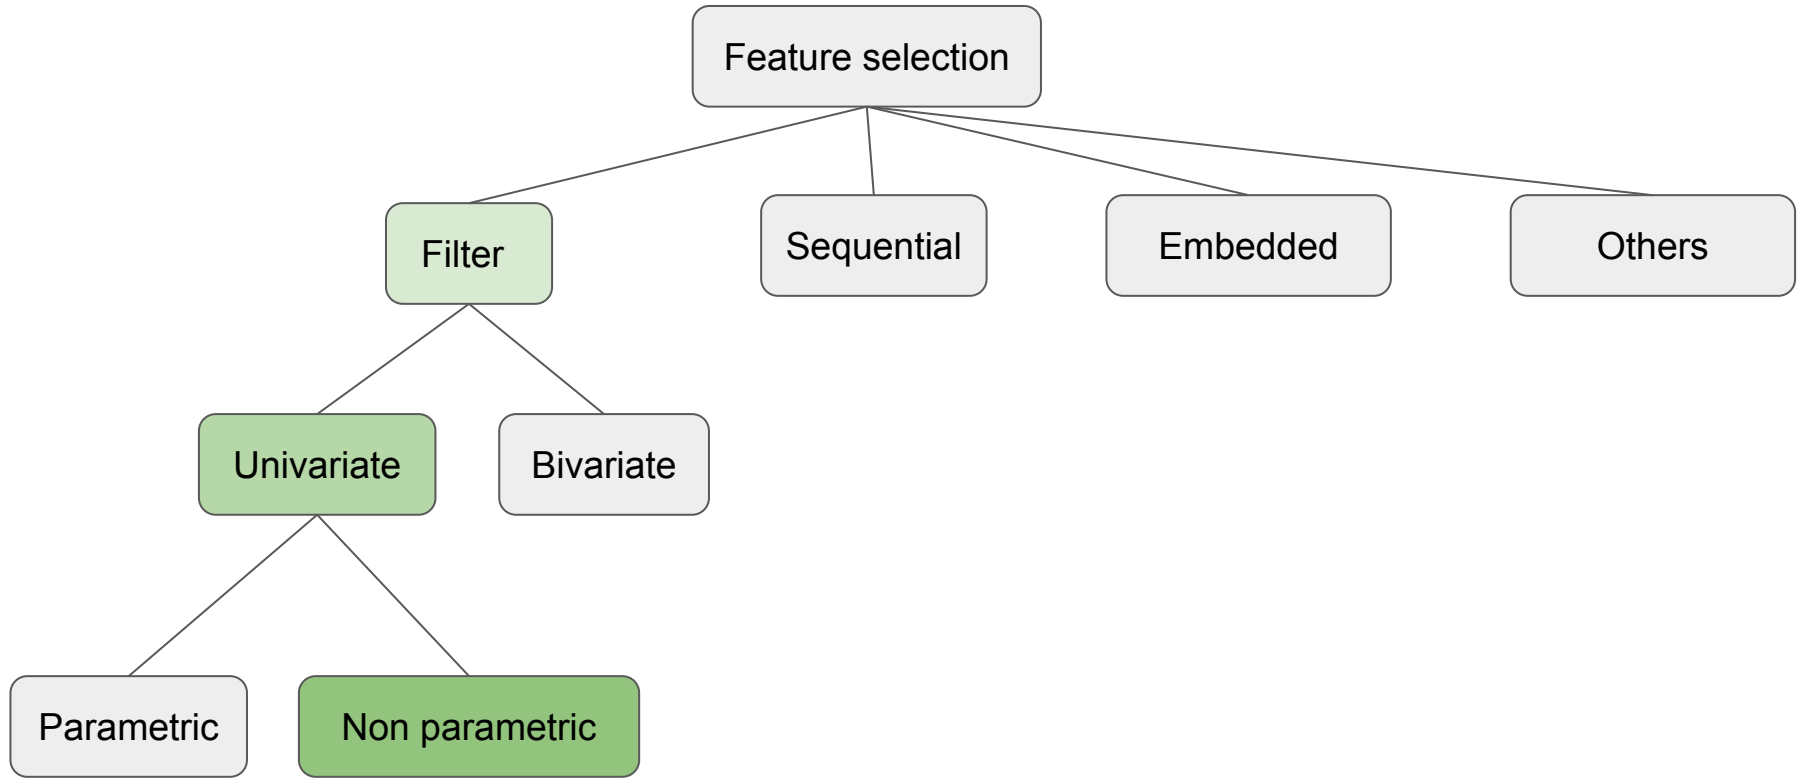 Feature selection
Filter
Sequential
Embedded
Others
Univariate
Bivariate
Parametric
Non parametric